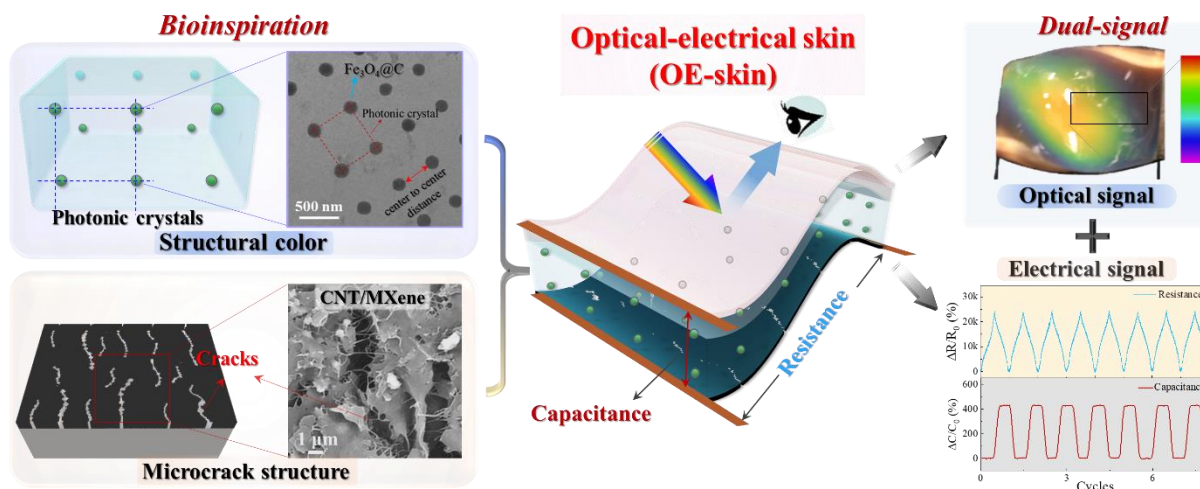 Bioinspiration
Fe3O4@C
Photonic crystal
center to center
distance
500 nm
Photonic crystals
Structural color
CNT/MXene
Cracks
1 μm
Microcrack structure
Optical-electrical skin
(OE-skin)
Capacitance
Resistance
Dual-signal
Optical signal
+
Electrical signal
ΔR/R0 (%)
30k
20k
10k
0
Resistance
ΔC/C0 (%)
600
400
200
0
Capacitance
0
3
6
Cycles